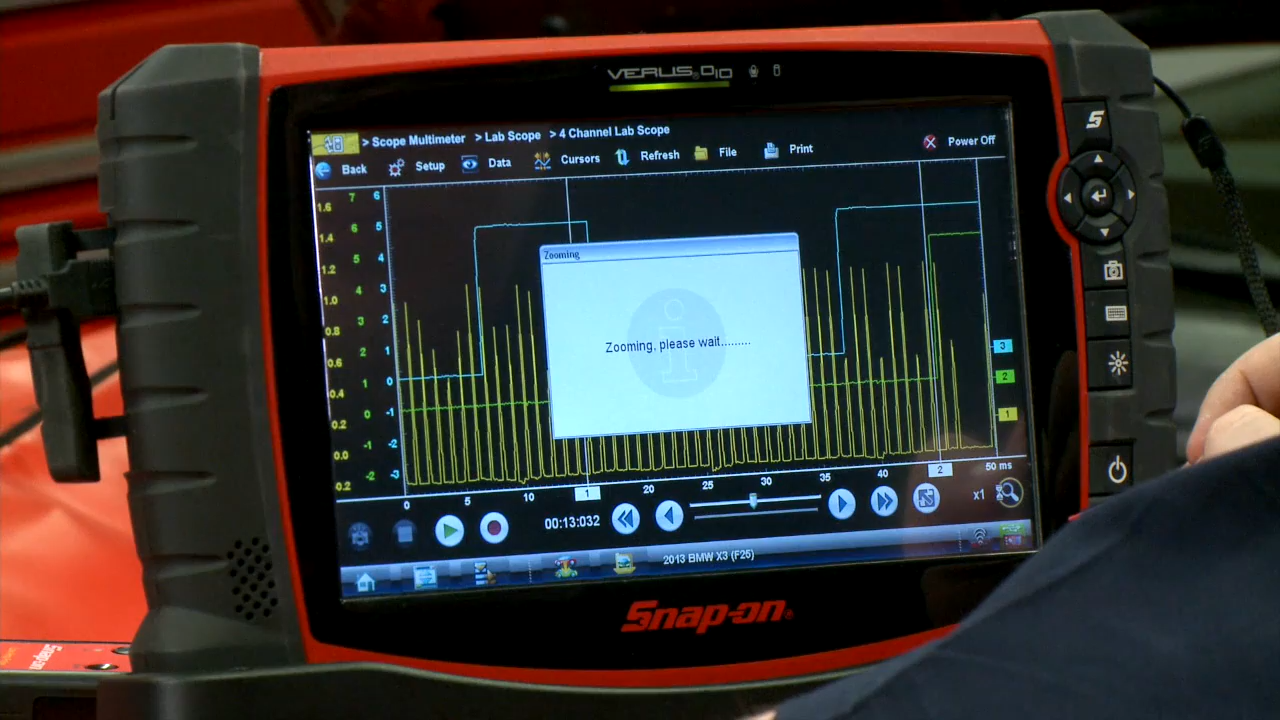 VERUS® D10
> Scope Multimeter > Lab Scope > 4 Channel Lab Scope
Back Setup Data Cursors Refresh File Print Power Off
1.6 7 6
1.4 6 5
1.2 5 4
1.0 4 3
0.8 3 2
0.6 2 1
0.4 1 0
0.2 0 -1
0.0 -1 -2
0.2 -2 -3
Zooming
Zooming, please wait.........
3
2
1
0 5 10 1 20 25 30 35 40 2 50 ms
00:13:032
x1
2013 BMW X3 (F25)
Snap-on®
Snap-on